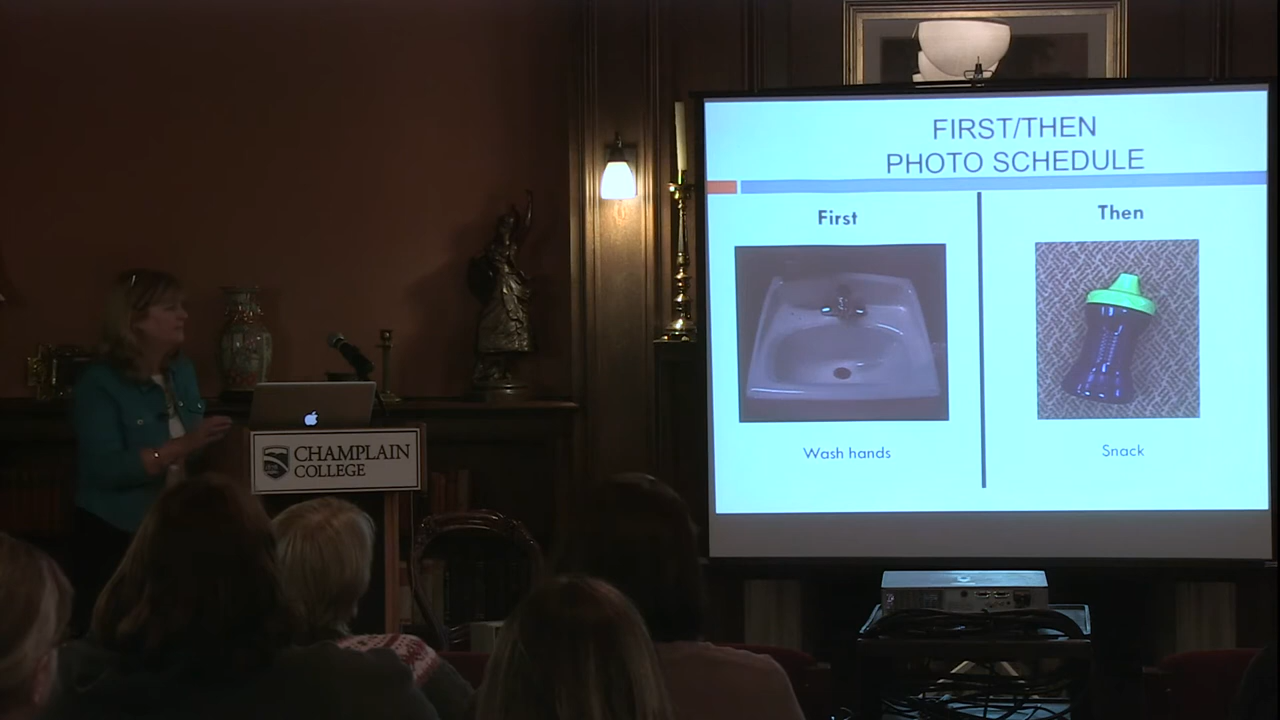 FIRST/THEN
PHOTO SCHEDULE
First
Then
Wash hands
Snack
CHAMPLAIN
COLLEGE